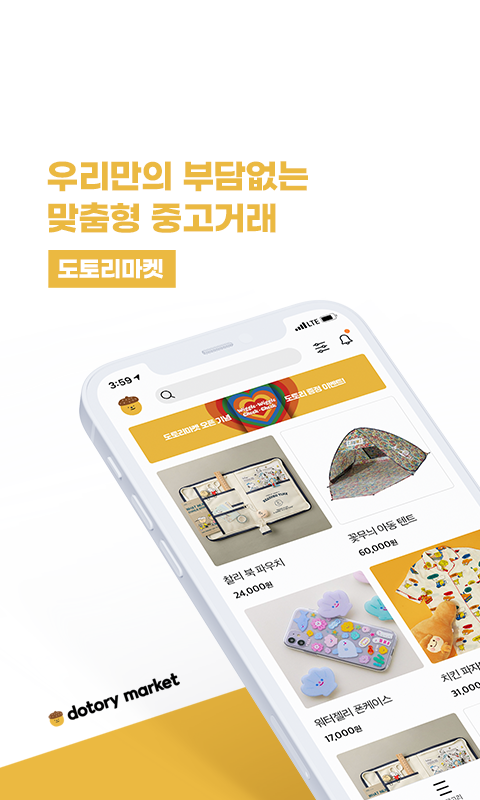 우리만의 부담없는
맞춤형 중고거래
도토리마켓
3:59
LTE
도토리마켓 오픈 기념
Wiggle-Wiggle
도토리 증정 이벤트!
칠리 북 파우치
24,000원
꽃무늬 아동 텐트
60,000원
워터젤리 폰케이스
17,000원
치킨 파자
31,000
dotory market